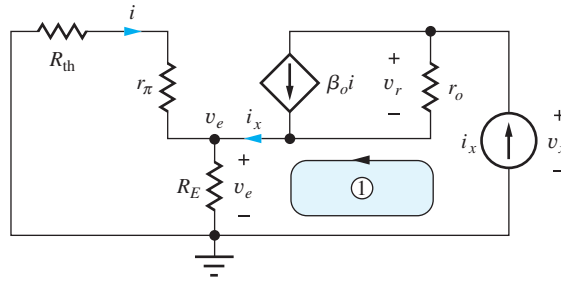 i
R_th
r_π
β_o i
+
v_r
−
r_o
v_e
i_x
R_E
+
v_e
−
①
i_x
+
v_x
−